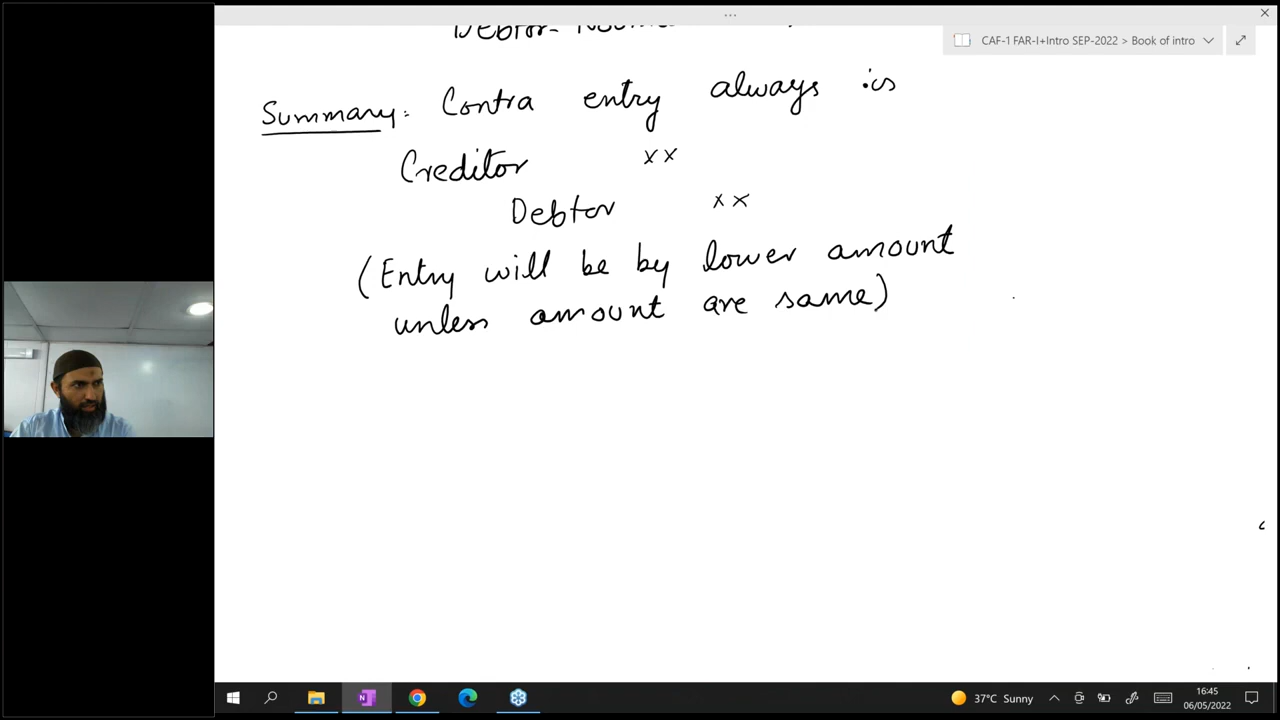 CAF-1 FAR-I+Intro SEP-2022 > Book of intro
Debtor-
Summary: Contra entry always is
Creditor xx
Debtor xx
(Entry will be by lower amount
unless amount are same)
37°C Sunny
16:45
06/05/2022